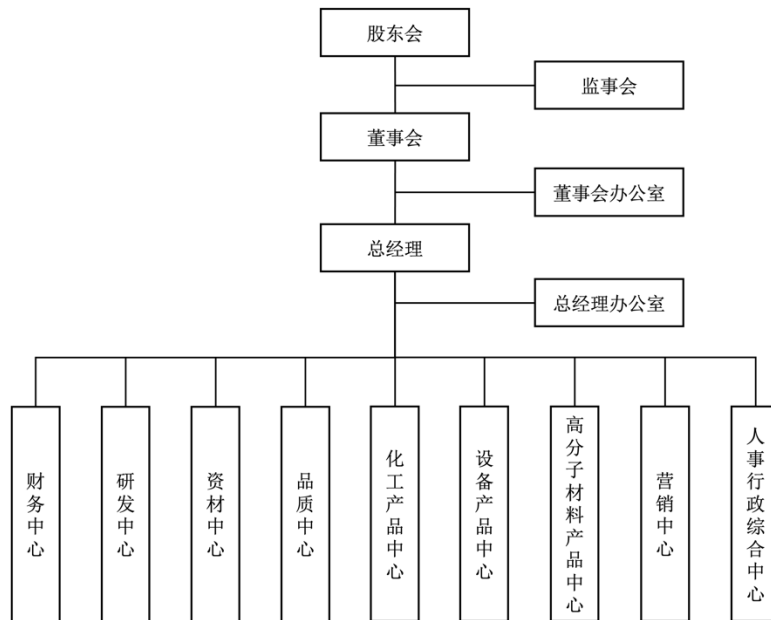 股东会
监事会
董事会
董事会办公室
总经理
总经理办公室
财务中心
研发中心
资材中心
品质中心
化工产品中心
设备产品中心
高分子材料产品中心
营销中心
人事行政综合中心